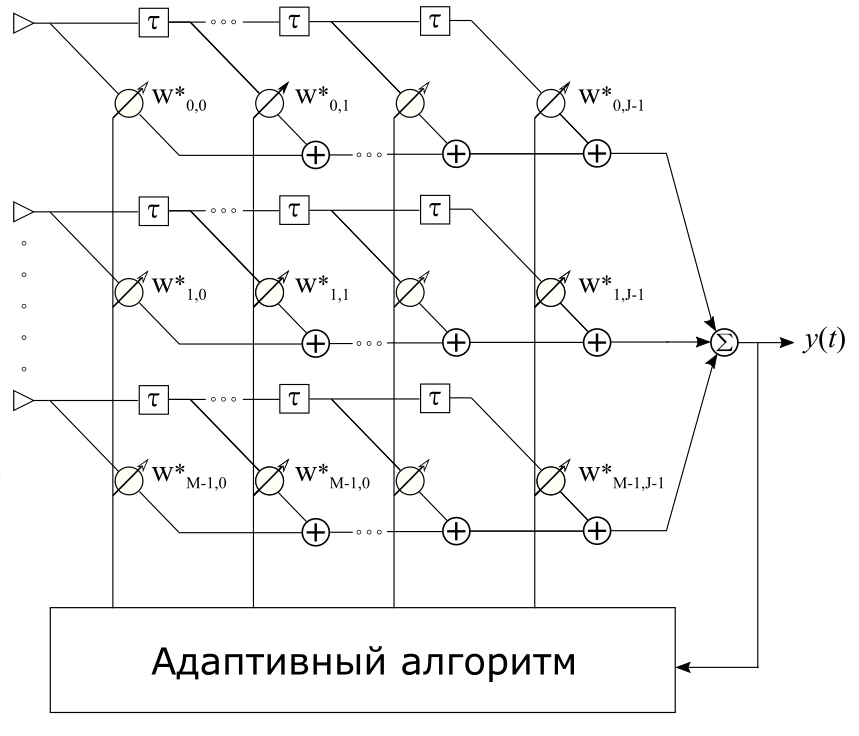 τ τ τ
w*0,0 w*0,1 w*0,J-1
+ + +
τ τ τ
w*1,0 w*1,1 w*1,J-1
+ + +
Σ y(t)
τ τ τ
w*M-1,0 w*M-1,0 w*M-1,J-1
+ + +
Адаптивный алгоритм